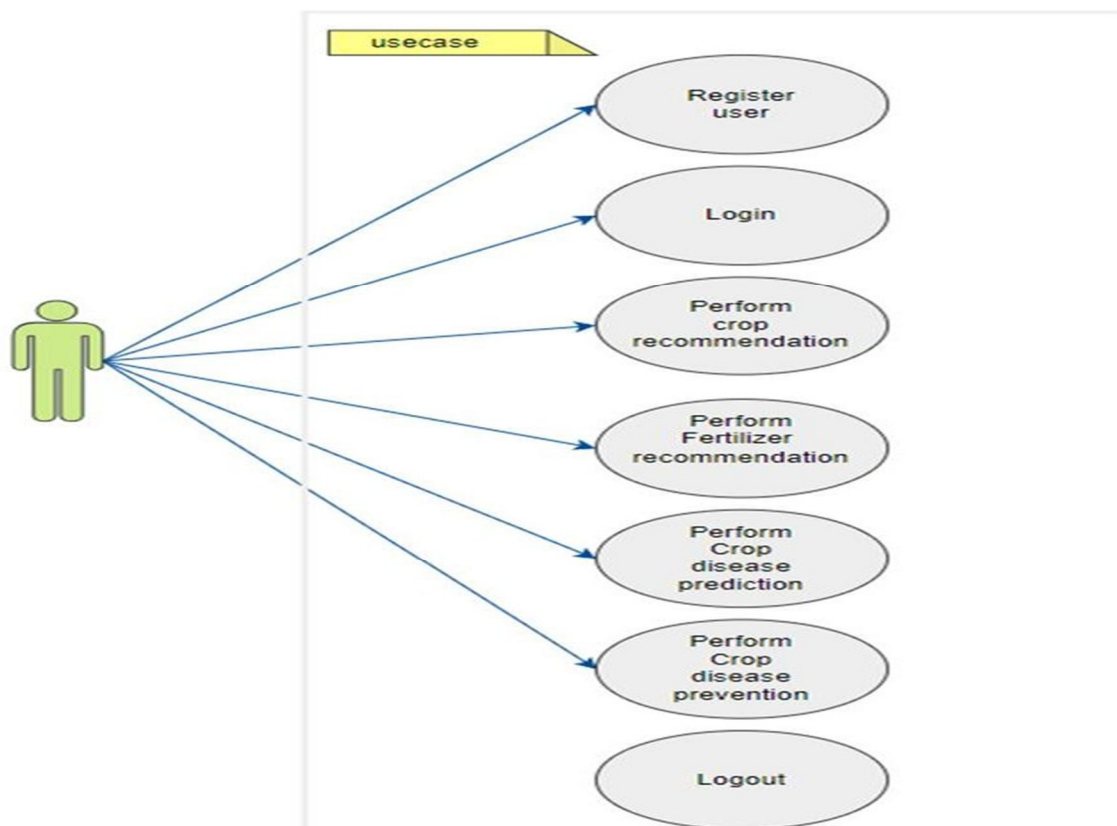 usecase
Register
user
Login
Perform
crop
recommendation
Perform
Fertilizer
recommendation
Perform
Crop
disease
prediction
Perform
Crop
disease
prevention
Logout